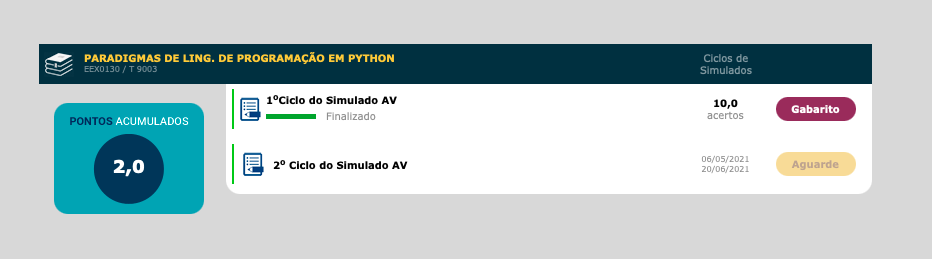 PARADIGMAS DE LING. DE PROGRAMAÇÃO EM PYTHON
EEX0130 / T 9003
Ciclos de
Simulados
PONTOS ACUMULADOS
2,0
1ºCiclo do Simulado AV
Finalizado
10,0
acertos
Gabarito
2º Ciclo do Simulado AV
06/05/2021
20/06/2021
Aguarde